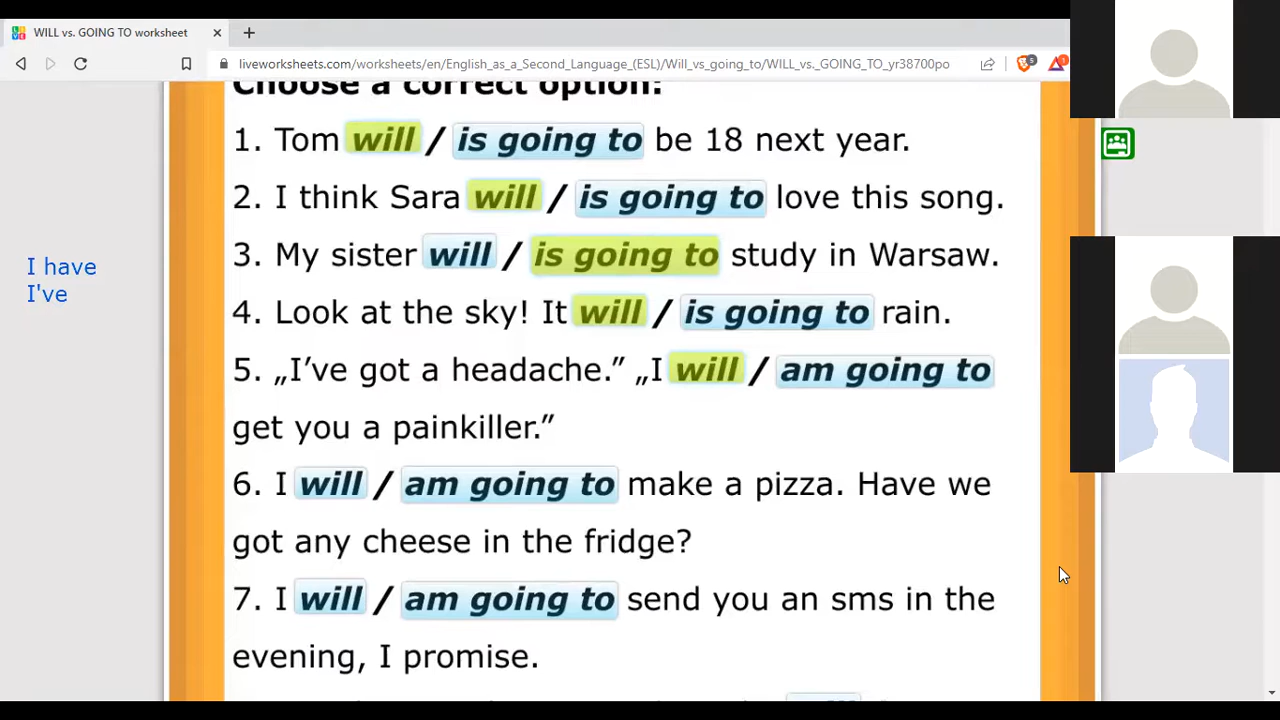 WILL vs. GOING TO worksheet
liveworksheets.com/worksheets/en/English_as_a_Second_Language_(ESL)/Will_vs_going_to/WILL_vs._GOING_TO_yr38700po
5
1
Choose a correct option:
1. Tom will / is going to be 18 next year.
2. I think Sara will / is going to love this song.
3. My sister will / is going to study in Warsaw.
I have
I've
4. Look at the sky! It will / is going to rain.
5. „I’ve got a headache.” „I will / am going to
get you a painkiller.”
6. I will / am going to make a pizza. Have we
got any cheese in the fridge?
7. I will / am going to send you an sms in the
evening, I promise.